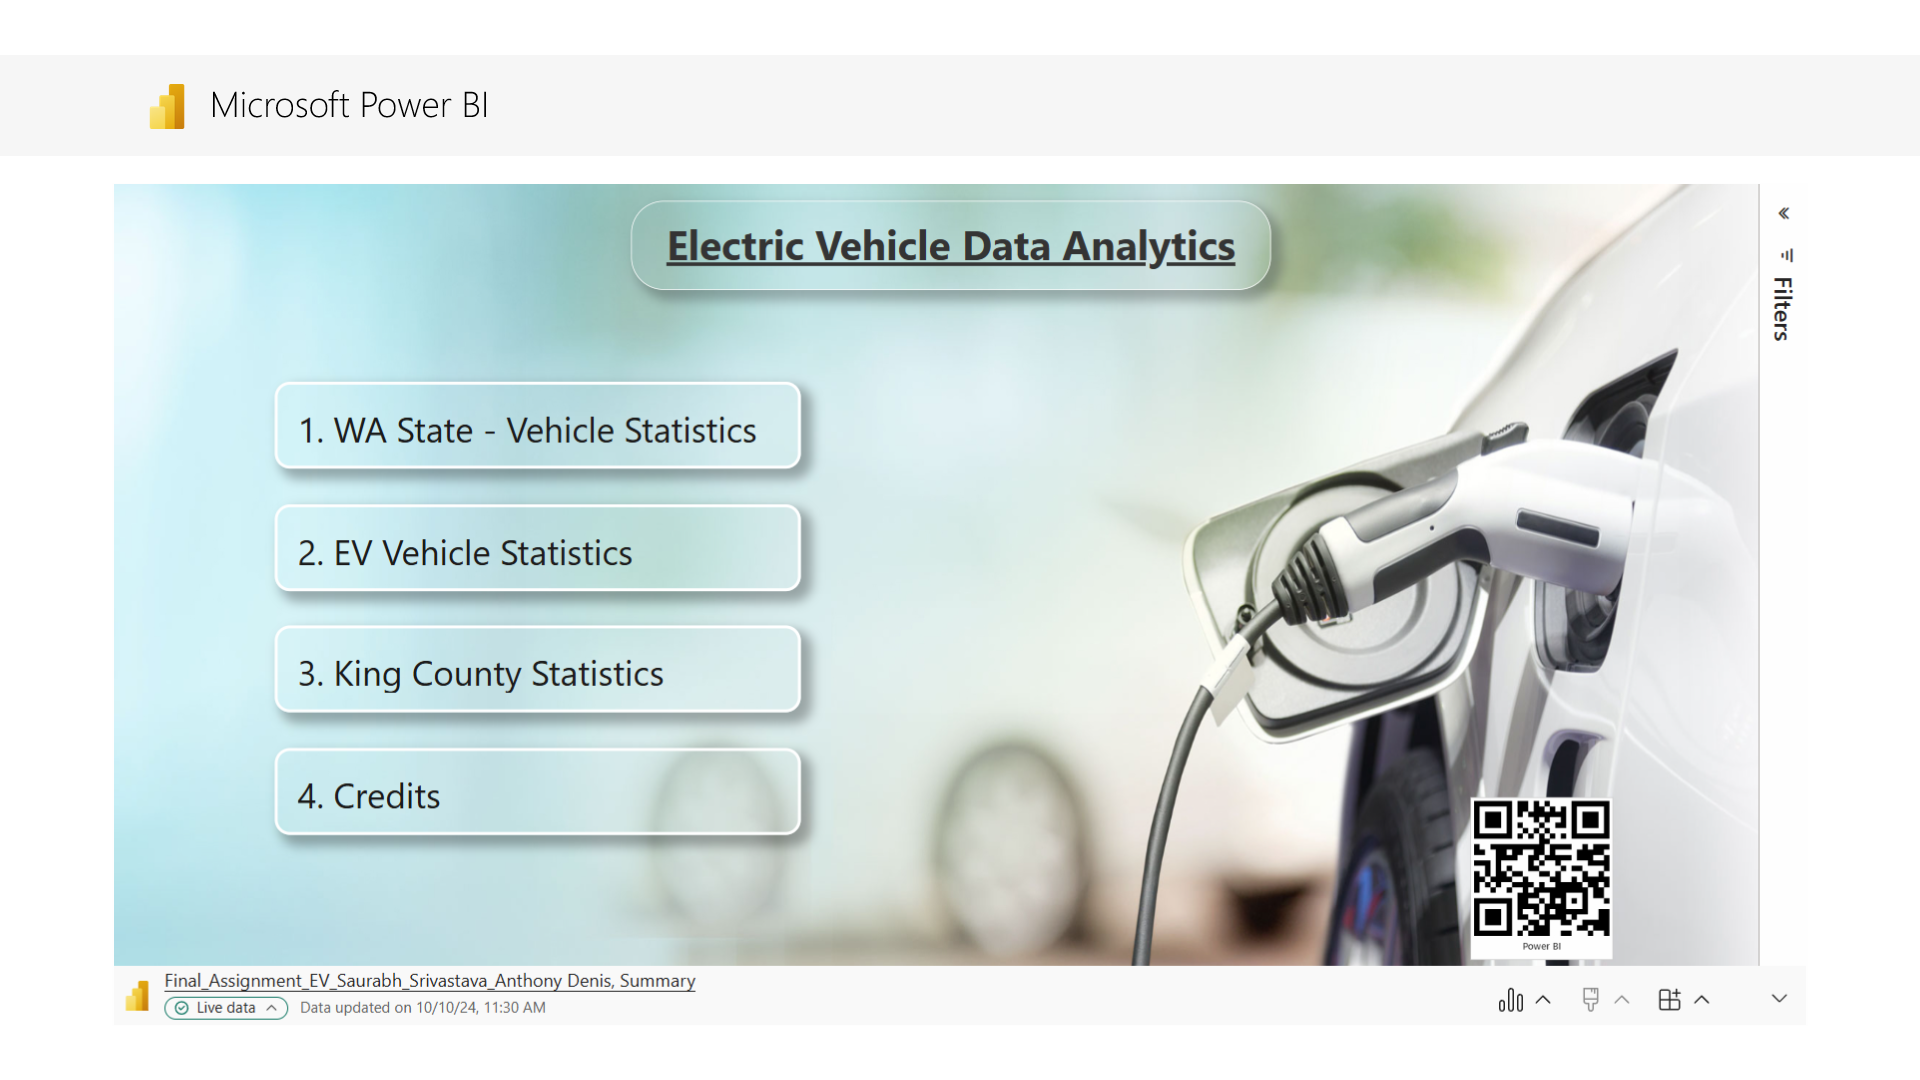 Microsoft Power BI
Electric Vehicle Data Analytics
1. WA State - Vehicle Statistics
2. EV Vehicle Statistics
3. King County Statistics
4. Credits
Filters
Power BI
Final_Assignment_EV_Saurabh_Srivastava_Anthony Denis, Summary
Live data
Data updated on 10/10/24, 11:30 AM